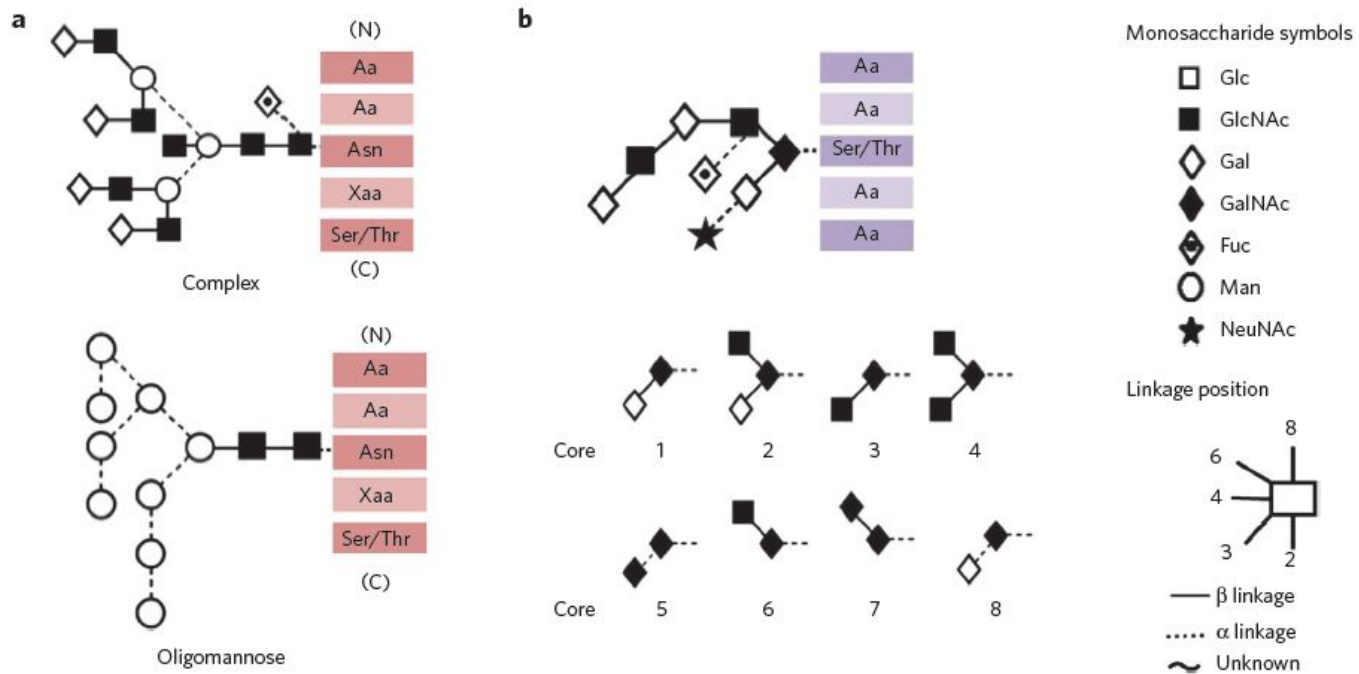 a
(N)
Aa
Aa
Asn
Xaa
Ser/Thr
(C)
Complex
(N)
Aa
Aa
Asn
Xaa
Ser/Thr
(C)
Oligomannose
b
Aa
Aa
Ser/Thr
Aa
Aa
Core 1 2 3 4
Core 5 6 7 8
Monosaccharide symbols
Glc
GlcNAc
Gal
GalNAc
Fuc
Man
NeuNAc
Linkage position
8
6
4
3
2
β linkage
α linkage
Unknown